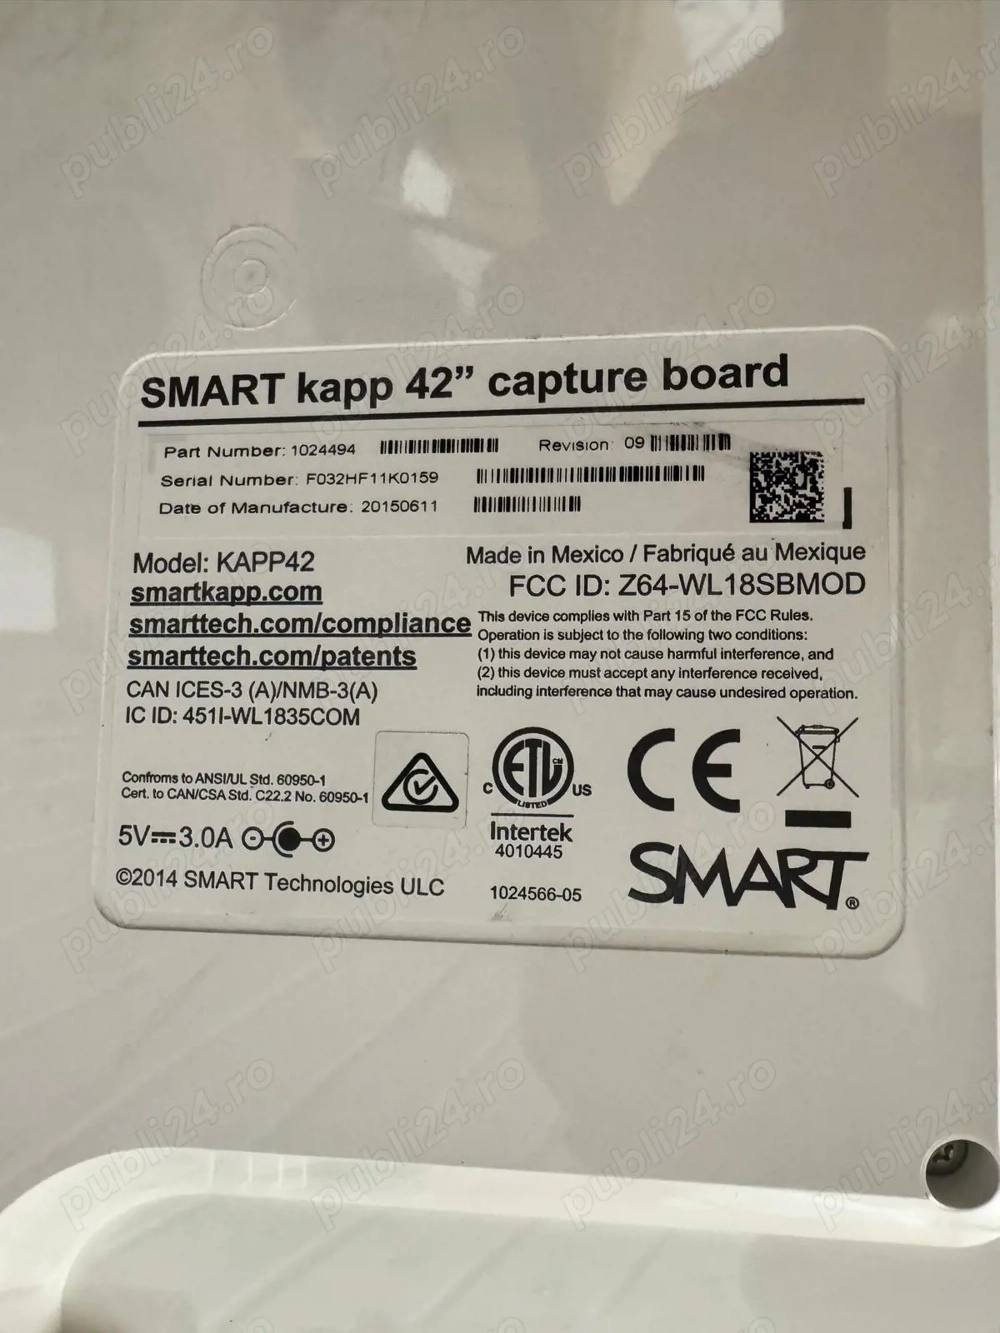 SMART kapp 42” capture board
Part Number: 1024494
Revision: 09
Serial Number: F032HF11K0159
Date of Manufacture: 20150611
Model: KAPP42
smartkapp.com
smarttech.com/compliance
smarttech.com/patents
CAN ICES-3 (A)/NMB-3(A)
IC ID: 451I-WL1835COM
Made in Mexico / Fabriqué au Mexique
FCC ID: Z64-WL18SBMOD
This device complies with Part 15 of the FCC Rules.
Operation is subject to the following two conditions:
(1) this device may not cause harmful interference, and
(2) this device must accept any interference received,
including interference that may cause undesired operation.
Confroms to ANSI/UL Std. 60950-1
Cert. to CAN/CSA Std. C22.2 No. 60950-1
5V⎓3.0A
©2014 SMART Technologies ULC
C ETL CM US
LISTED
Intertek
4010445
1024566-05
CE
SMART®
publi24.ro